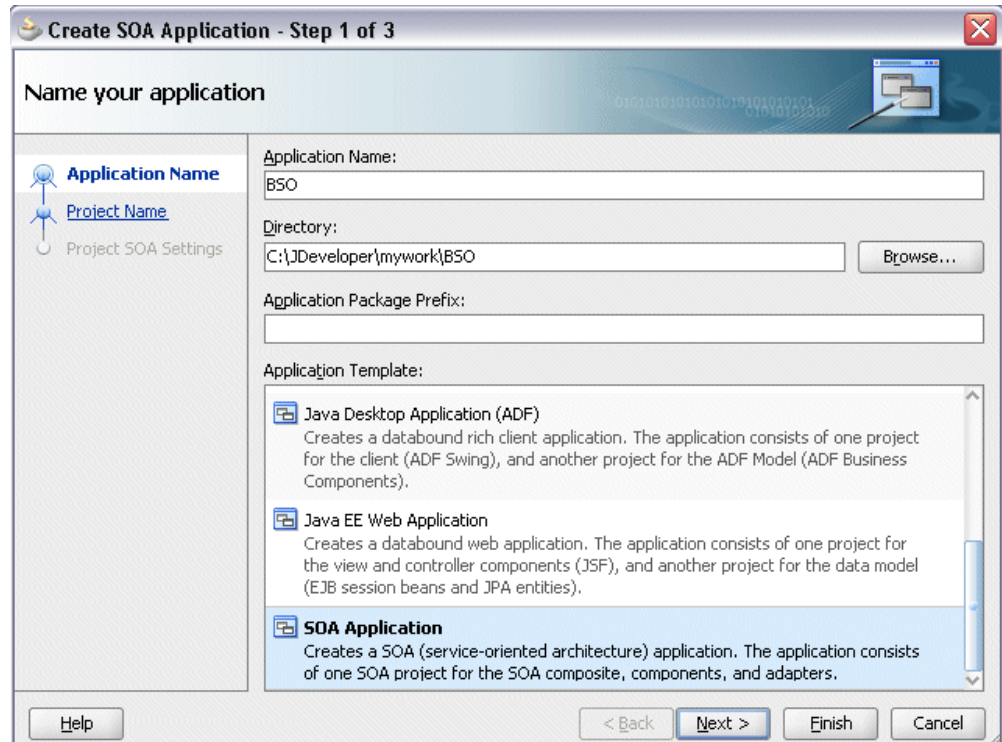 Create SOA Application - Step 1 of 3
Name your application
Application Name
Project Name
Project SOA Settings
Application Name:
BSO
Directory:
C:\JDeveloper\mywork\BSO
Browse...
Application Package Prefix:
Application Template:
Java Desktop Application (ADF)
Creates a databound rich client application. The application consists of one project
for the client (ADF Swing), and another project for the ADF Model (ADF Business
Components).
Java EE Web Application
Creates a databound web application. The application consists of one project for
the view and controller components (JSF), and another project for the data model
(EJB session beans and JPA entities).
SOA Application
Creates a SOA (service-oriented architecture) application. The application consists
of one SOA project for the SOA composite, components, and adapters.
Help
< Back
Next >
Finish
Cancel